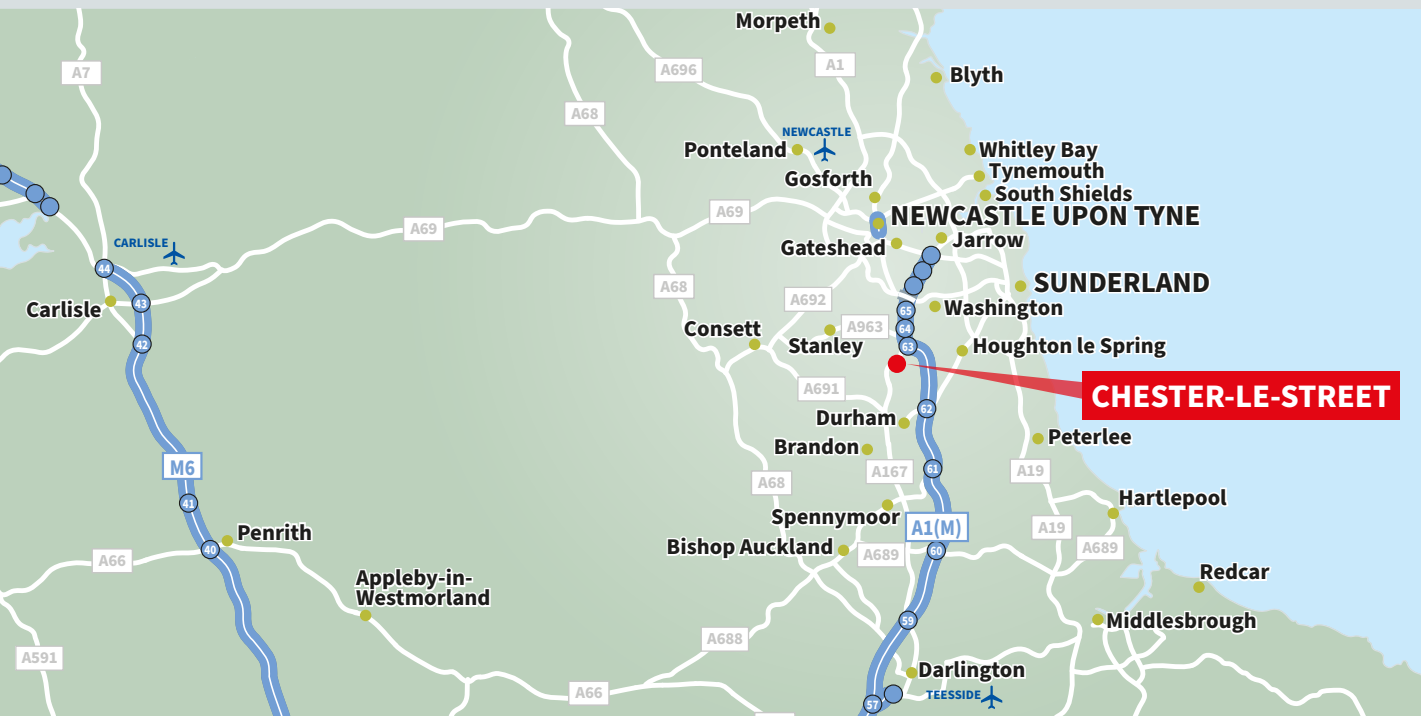 Morpeth
A7
A696
A1
Blyth
A68
NEWCASTLE
Ponteland
Whitley Bay
Tynemouth
Gosforth
South Shields
A69
NEWCASTLE UPON TYNE
A69
CARLISLE
Gateshead
Jarrow
44
A68
SUNDERLAND
Carlisle
43
A692
Washington
65
42
Consett
A963
64
Stanley
63
Houghton le Spring
A691
CHESTER-LE-STREET
62
Durham
Peterlee
Brandon
M6
61
A167
A19
A68
41
Hartlepool
Spennymoor
A1(M)
A19
Penrith
40
Bishop Auckland
A689
60
A689
A66
Redcar
Appleby-in-
Westmorland
59
Middlesbrough
A688
A591
Darlington
A66
TEESSIDE
57